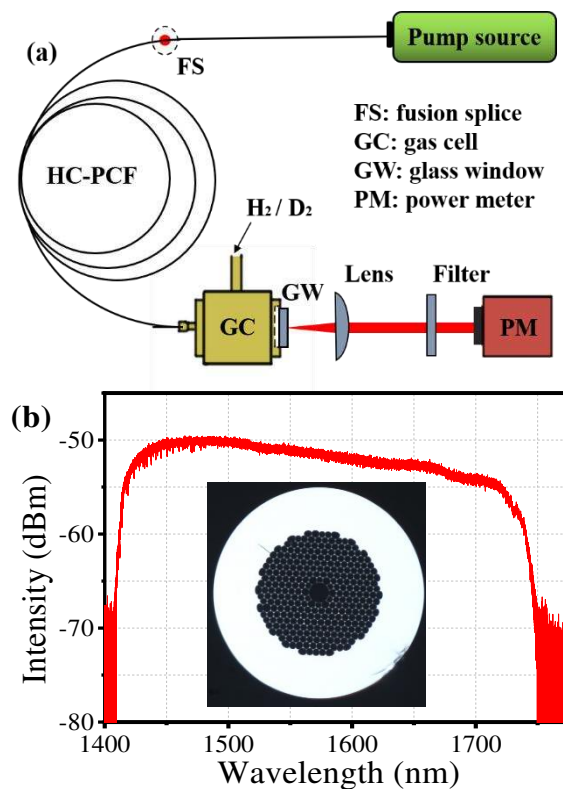 Pump source
(a)
FS
FS: fusion splice
GC: gas cell
GW: glass window
PM: power meter
HC-PCF
H2 / D2
GW
Lens
Filter
GC
PM
(b)
-50
-60
-70
-80
Intensity (dBm)
1400
1500
1600
1700
Wavelength (nm)